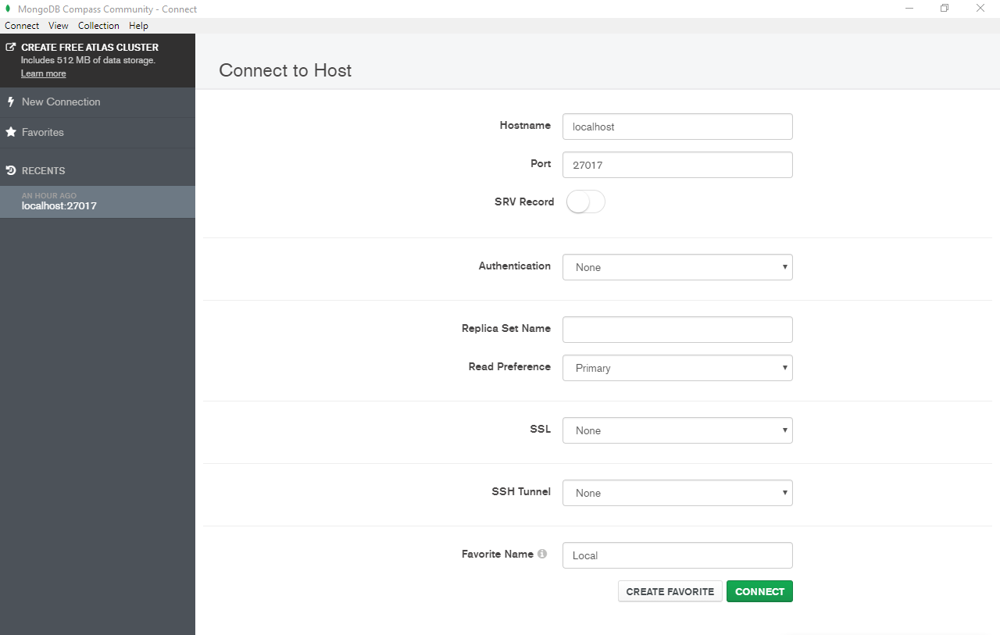 MongoDB Compass Community - Connect
Connect View Collection Help
CREATE FREE ATLAS CLUSTER
Includes 512 MB of data storage.
Learn more
New Connection
Favorites
RECENTS
AN HOUR AGO
localhost:27017
Connect to Host
Hostname localhost
Port 27017
SRV Record
Authentication None
Replica Set Name
Read Preference Primary
SSL None
SSH Tunnel None
Favorite Name Local
CREATE FAVORITE CONNECT